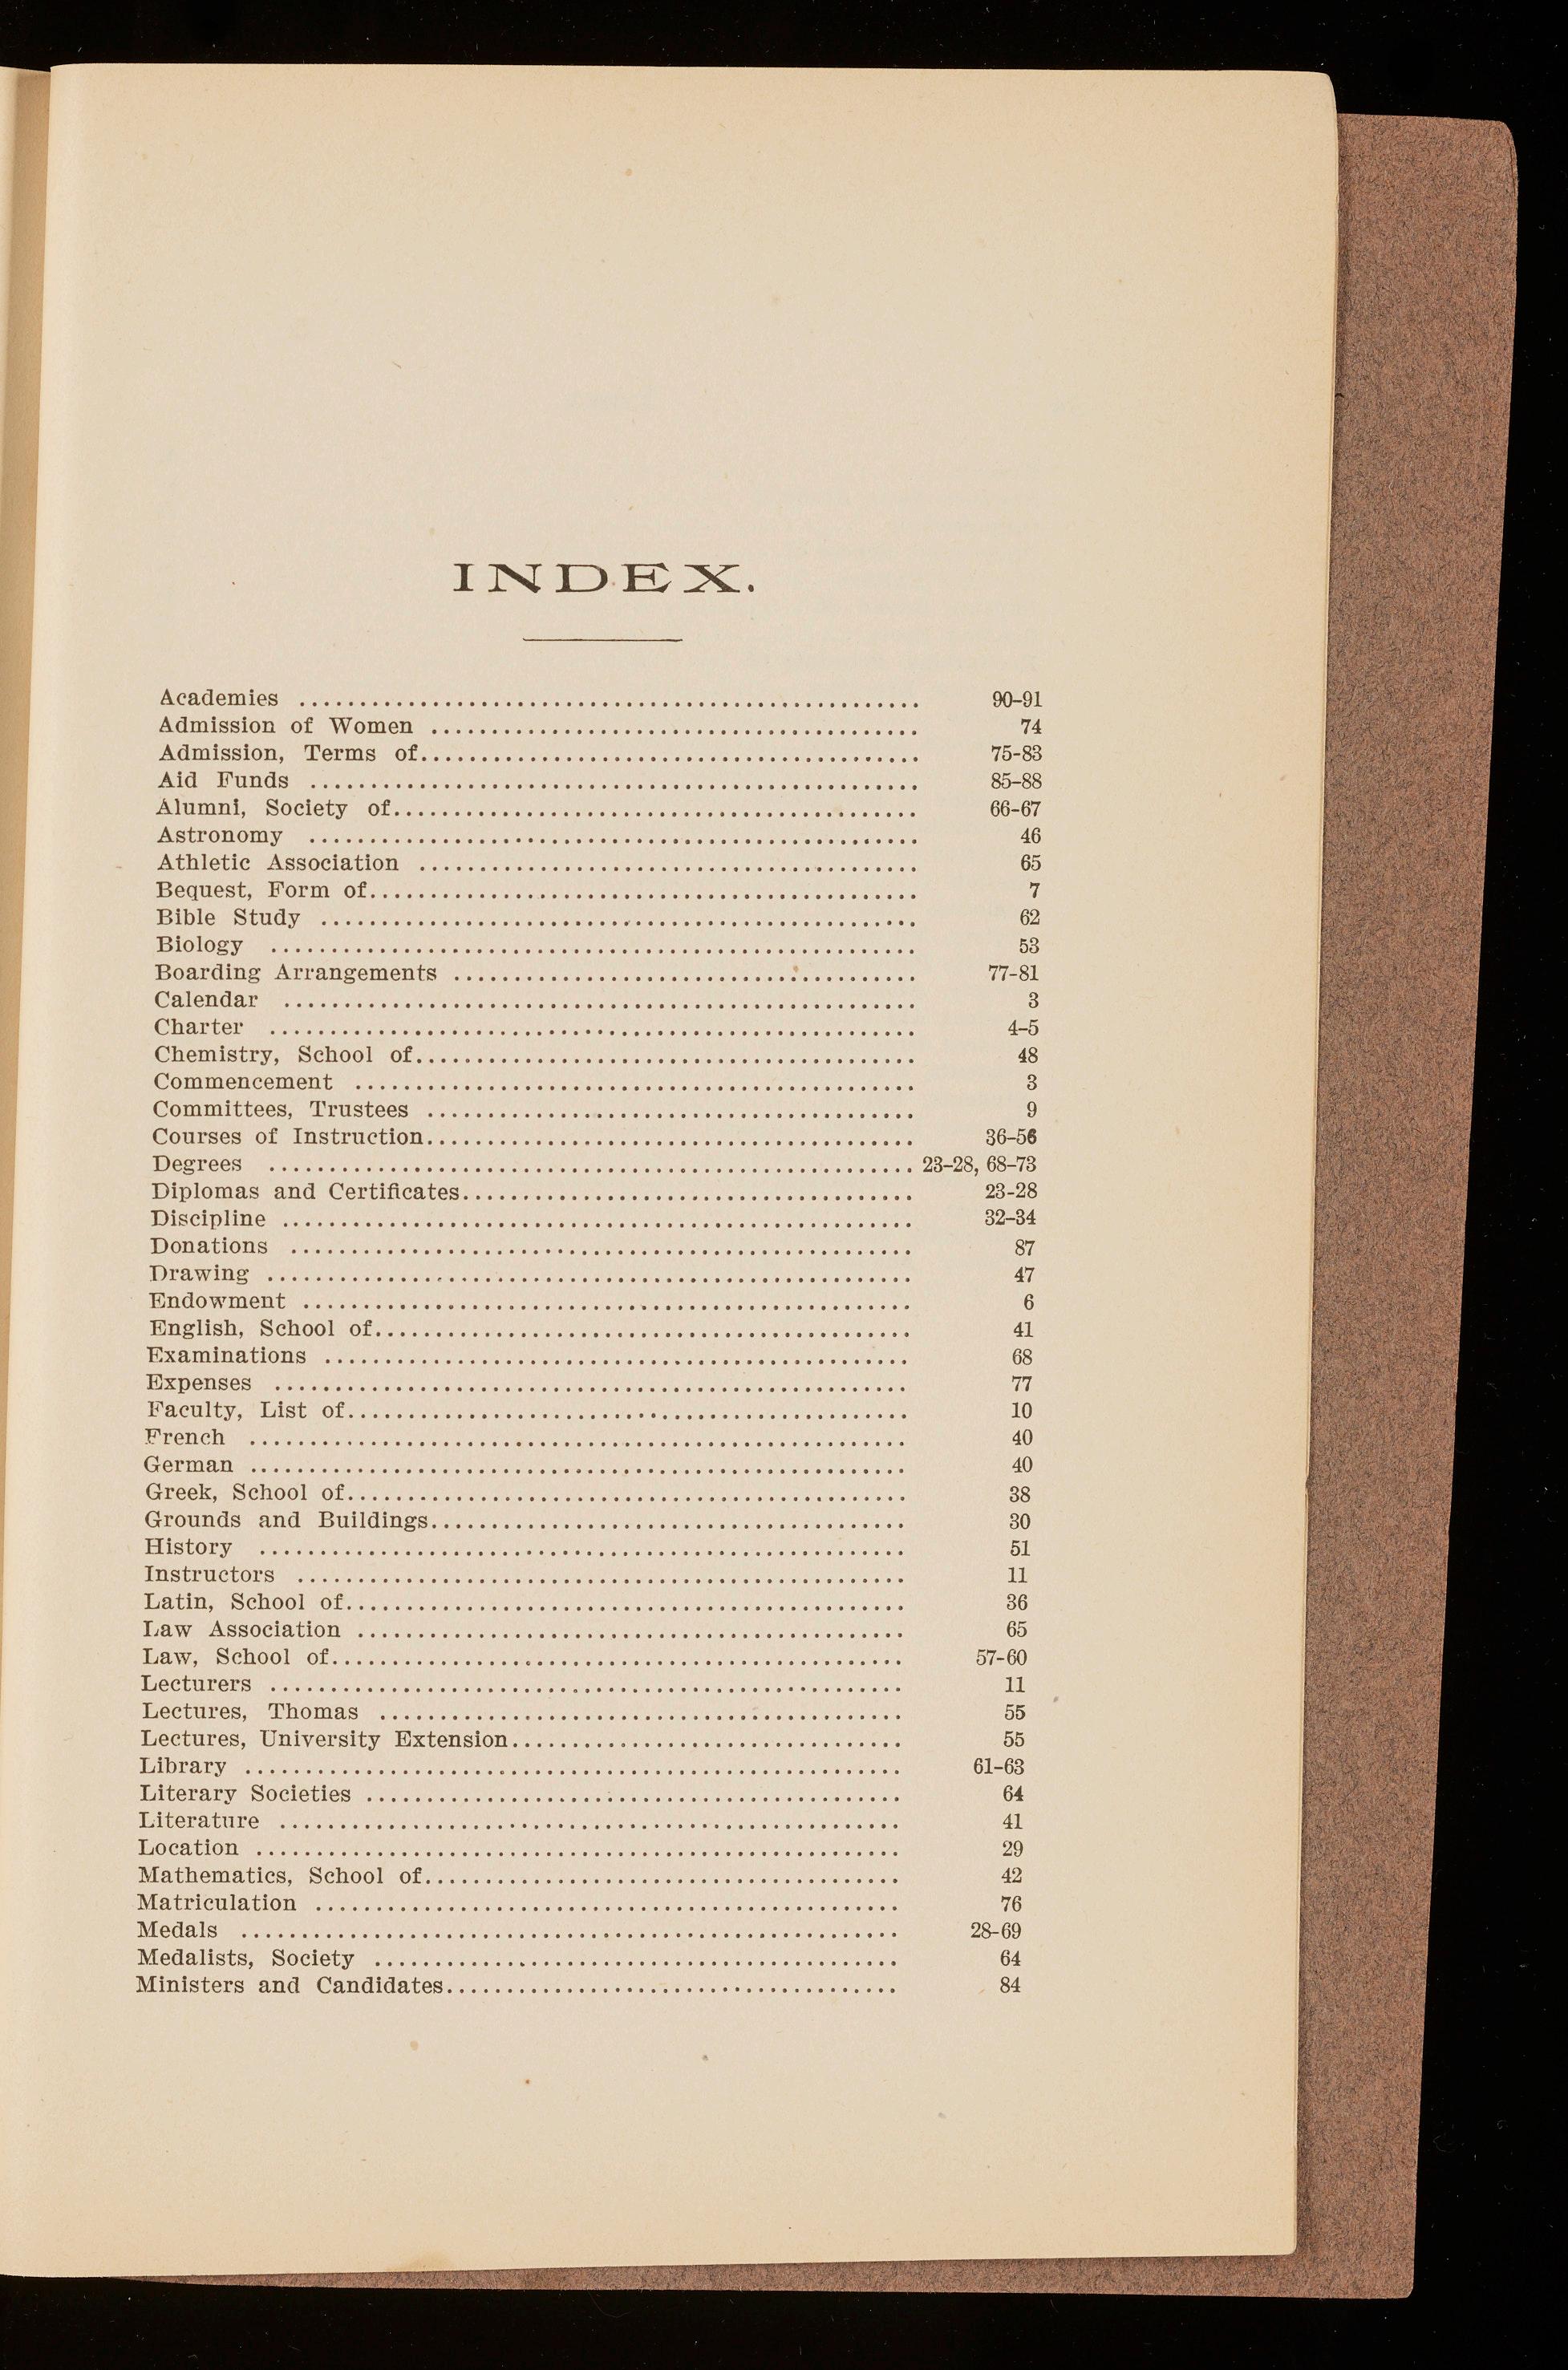 INDEX.
Academies .......... 90-91
Admission of Women .......... 74
Admission, Terms of .......... 75-83
Aid Funds .......... 85-88
Alumni, Society of .......... 66-67
Astronomy .......... 46
Athletic Association .......... 65
Bequest, Form of .......... 7
Bible Study .......... 62
Biology .......... 53
Boarding Arrangements .......... 77-81
Calendar .......... 3
Charter .......... 4-5
Chemistry, School of .......... 48
Commencement .......... 3
Committees, Trustees .......... 9
Courses of Instruction .......... 36-56
Degrees .......... 23-28, 68-73
Diplomas and Certificates .......... 23-28
Discipline .......... 32-34
Donations .......... 87
Drawing .......... 47
Endowment .......... 6
English, School of .......... 41
Examinations .......... 68
Expenses .......... 77
Faculty, List of .......... 10
French .......... 40
German .......... 40
Greek, School of .......... 38
Grounds and Buildings .......... 30
History .......... 51
Instructors .......... 11
Latin, School of .......... 36
Law Association .......... 65
Law, School of .......... 57-60
Lecturers .......... 11
Lectures, Thomas .......... 55
Lectures, University Extension .......... 55
Library .......... 61-63
Literary Societies .......... 64
Literature .......... 41
Location .......... 29
Mathematics, School of .......... 42
Matriculation .......... 76
Medals .......... 28-69
Medalists, Society .......... 64
Ministers and Candidates .......... 84